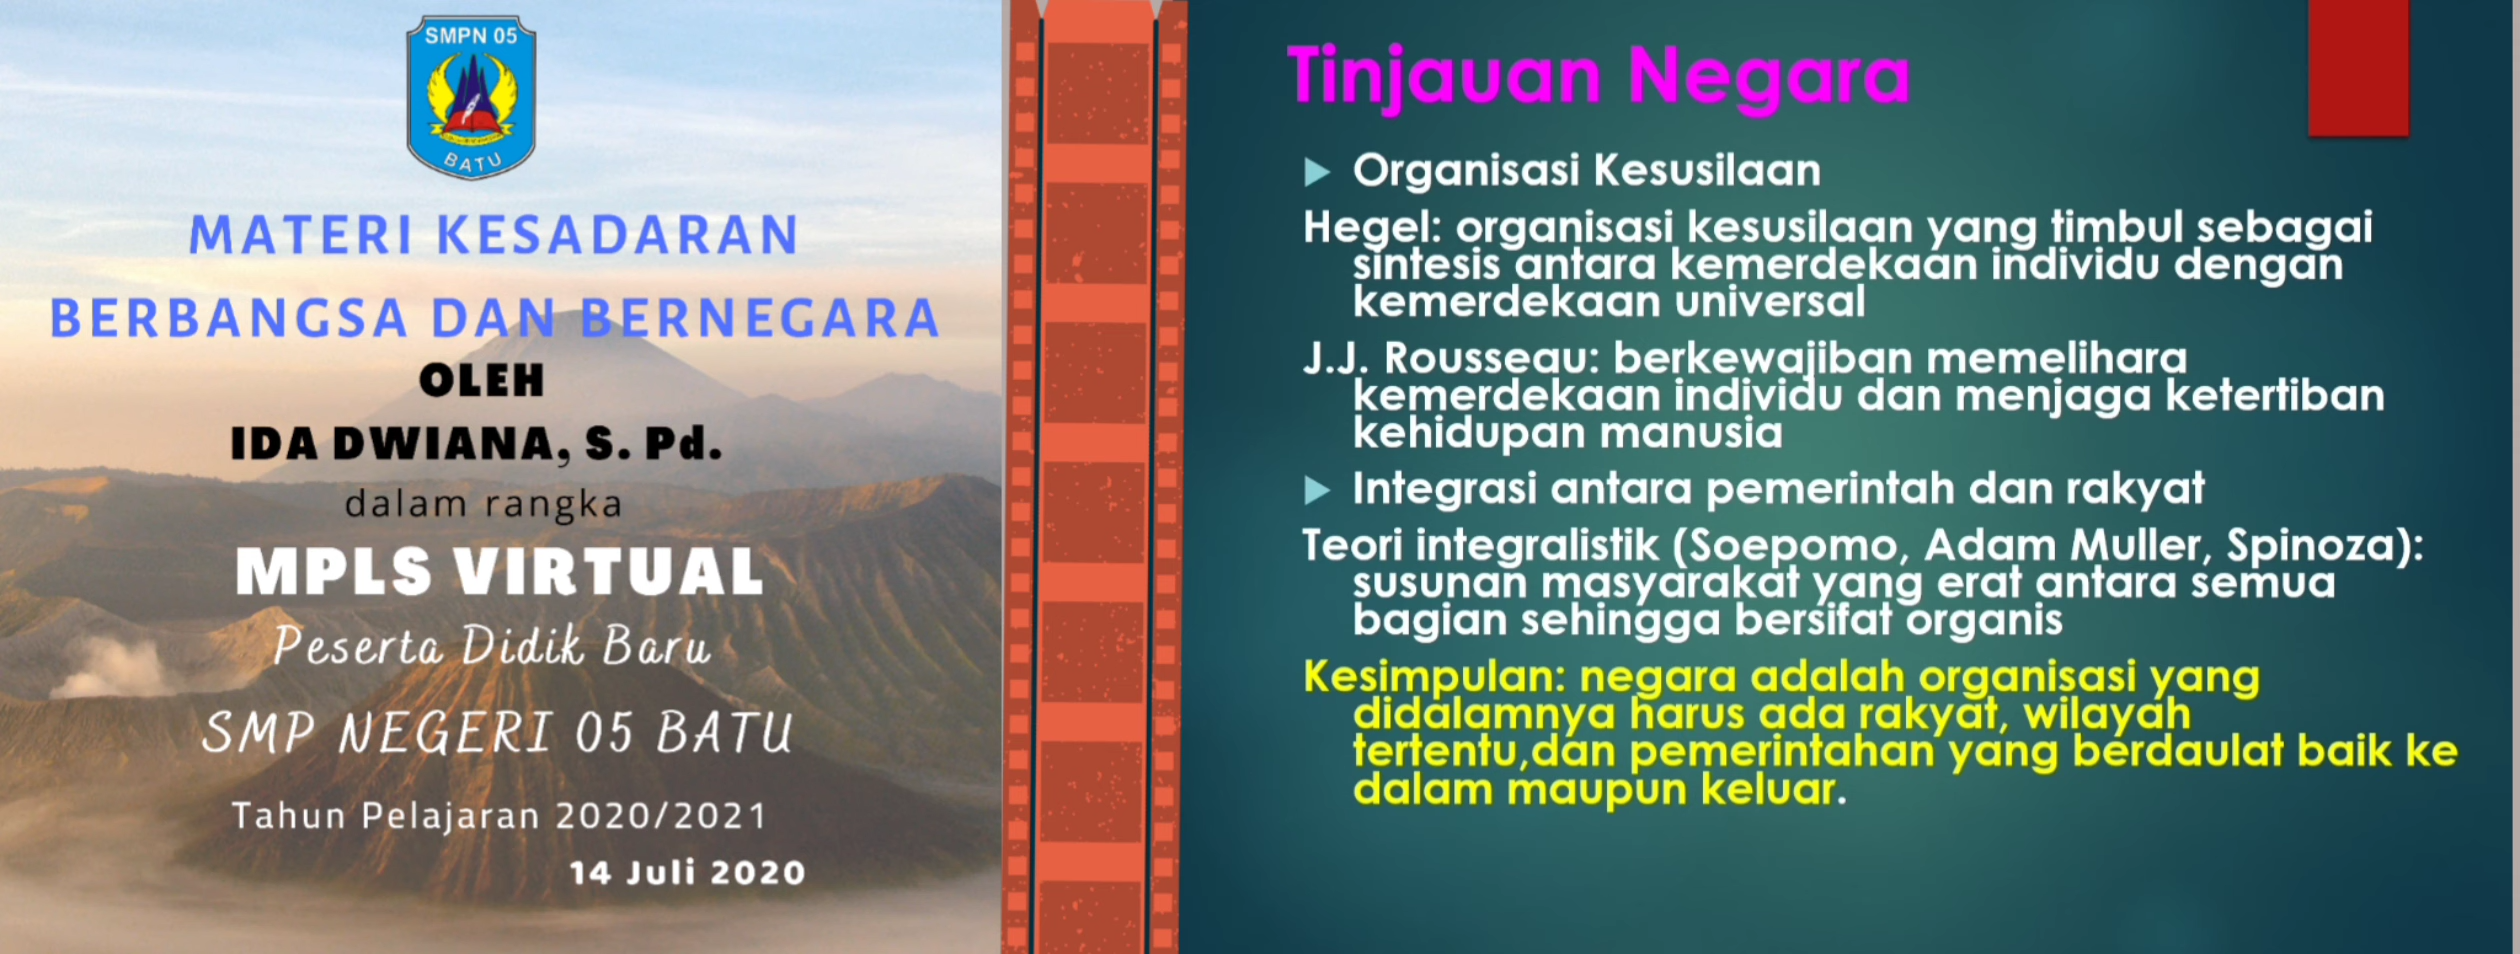 SMPN 05
BATU
MATERI KESADARAN
BERBANGSA DAN BERNEGARA
OLEH
IDA DWIANA, S. Pd.
dalam rangka
MPLS VIRTUAL
Peserta Didik Baru
SMP NEGERI 05 BATU
Tahun Pelajaran 2020/2021
14 Juli 2020
Tinjauan Negara
Organisasi Kesusilaan
Hegel: organisasi kesusilaan yang timbul sebagai
sintesis antara kemerdekaan individu dengan
kemerdekaan universal
J.J. Rousseau: berkewajiban memelihara
kemerdekaan individu dan menjaga ketertiban
kehidupan manusia
Integrasi antara pemerintah dan rakyat
Teori integralistik (Soepomo, Adam Muller, Spinoza):
susunan masyarakat yang erat antara semua
bagian sehingga bersifat organis
Kesimpulan: negara adalah organisasi yang
didalamnya harus ada rakyat, wilayah
tertentu,dan pemerintahan yang berdaulat baik ke
dalam maupun keluar.